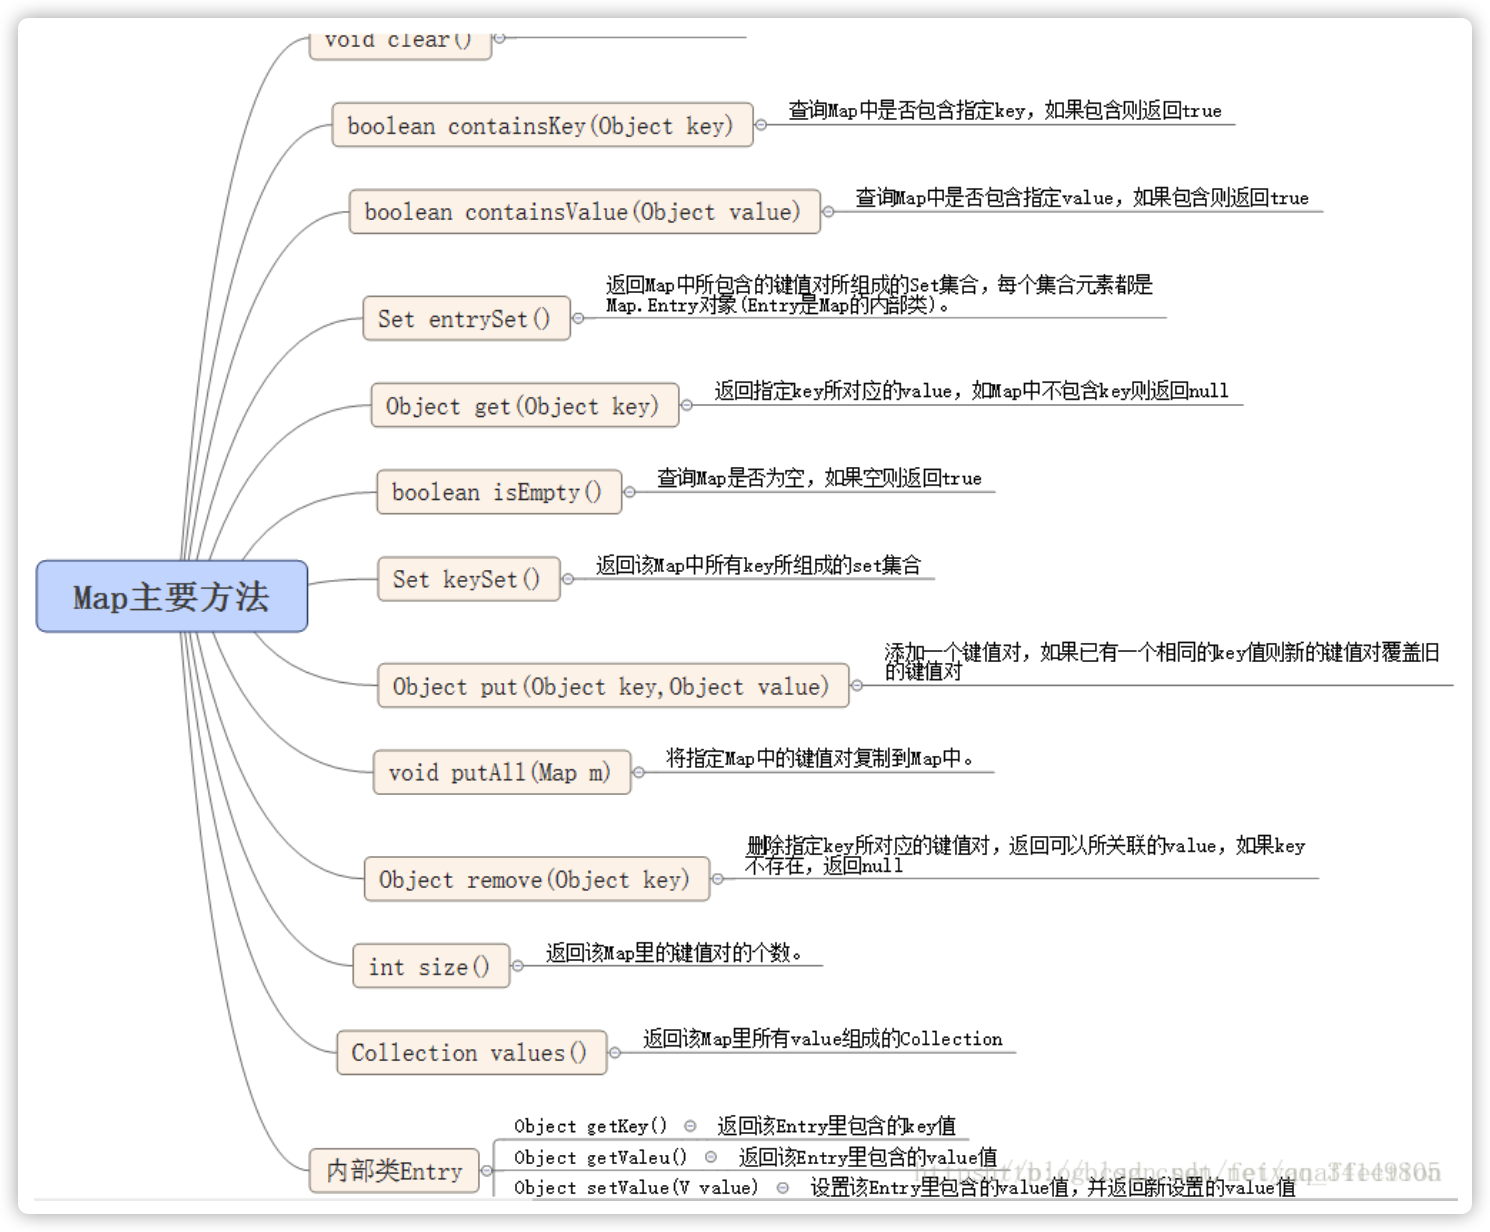 void clear()
boolean containsKey(Object key)
查询Map中是否包含指定key，如果包含则返回true
boolean containsValue(Object value)
查询Map中是否包含指定value，如果包含则返回true
Set entrySet()
返回Map中所包含的键值对所组成的Set集合，每个集合元素都是
Map.Entry对象(Entry是Map的内部类)。
Object get(Object key)
返回指定key所对应的value，如Map中不包含key则返回null
boolean isEmpty()
查询Map是否为空，如果空则返回true
Set keySet()
返回该Map中所有key所组成的set集合
Map主要方法
Object put(Object key,Object value)
添加一个键值对，如果已有一个相同的key值则新的键值对覆盖旧
的键值对
void putAll(Map m)
将指定Map中的键值对复制到Map中。
Object remove(Object key)
删除指定key所对应的键值对，返回可以所关联的value，如果key
不存在，返回null
int size()
返回该Map里的键值对的个数。
Collection values()
返回该Map里所有value组成的Collection
内部类Entry
Object getKey()
返回该Entry里包含的key值
Object getValeu()
返回该Entry里包含的value值
Object setValue(V value)
设置该Entry里包含的value值，并返回新设置的value值